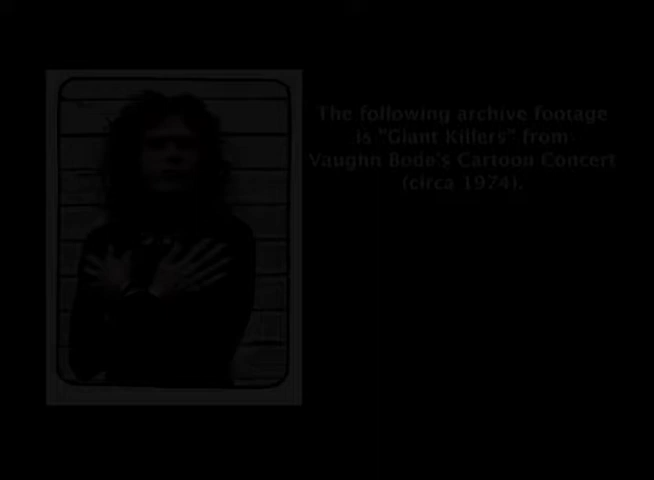 The following archive footage
is "Giant Killers" from:
Vaughn Bode's Cartoon Concert
(circa 1974).